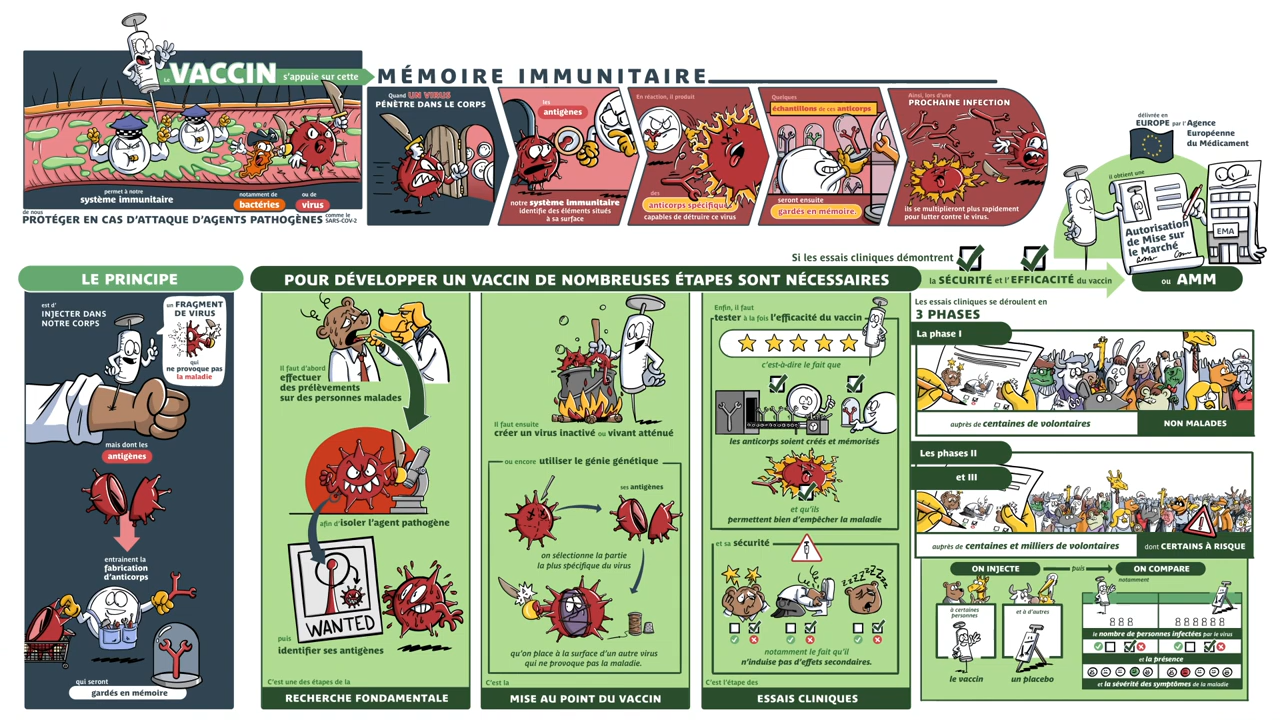 Le VACCIN s'appuie sur cette
MÉMOIRE IMMUNITAIRE
permet à notre
système immunitaire
notamment de
bactéries
ou de
virus
de nous
PROTÉGER EN CAS D'ATTAQUE D'AGENTS PATHOGÈNES
comme le
SARS-COV-2
Quand UN VIRUS
PÉNÈTRE DANS LE CORPS
les
antigènes
notre système immunitaire
identifie des éléments situés
à sa surface
En réaction, il produit
des
anticorps spécifiques
capables de détruire ce virus
Quelques
échantillons de ces anticorps
seront ensuite
gardés en mémoire.
Ainsi, lors d'une
PROCHAINE INFECTION
ils se multiplieront plus rapidement
pour lutter contre le virus.
délivrée en
EUROPE par l'Agence
Européenne
du Médicament
il obtient une
Autorisation
de Mise sur
le Marché
EMA
ou AMM
Si les essais cliniques démontrent
la SÉCURITÉ et l'EFFICACITÉ du vaccin
LE PRINCIPE
est d'
INJECTER DANS
NOTRE CORPS
un FRAGMENT
DE VIRUS
qui
ne provoque pas
la maladie
mais dont les
antigènes
entrainent la
fabrication
d'anticorps
qui seront
gardés en mémoire
POUR DÉVELOPPER UN VACCIN DE NOMBREUSES ÉTAPES SONT NÉCESSAIRES
Il faut d'abord
effectuer
des prélèvements
sur des personnes malades
afin d'isoler l'agent pathogène
WANTED
puis
identifier ses antigènes
C'est une des étapes de la
RECHERCHE FONDAMENTALE
Il faut ensuite
créer un virus inactivé ou vivant atténué
ou encore utiliser le génie génétique
ses antigènes
on sélectionne la partie
la plus spécifique du virus
qu'on place à la surface d'un autre virus
qui ne provoque pas la maladie.
C'est la
MISE AU POINT DU VACCIN
Enfin, il faut
tester à la fois l'efficacité du vaccin
c'est-à-dire le fait que
les anticorps soient créés et mémorisés
et qu'ils
permettent bien d'empêcher la maladie
et sa sécurité
zzzzz
notamment le fait qu'il
n'induise pas d'effets secondaires.
C'est l'étape des
ESSAIS CLINIQUES
Les essais cliniques se déroulent en
3 PHASES
La phase I
auprès de centaines de volontaires
NON MALADES
Les phases II
et III
auprès de centaines et milliers de volontaires
dont CERTAINS À RISQUE
ON INJECTE
puis
ON COMPARE
notamment
à certaines
personnes
et à d'autres
le vaccin
un placebo
le nombre de personnes infectées par le virus
et la présence
et la sévérité des symptômes de la maladie